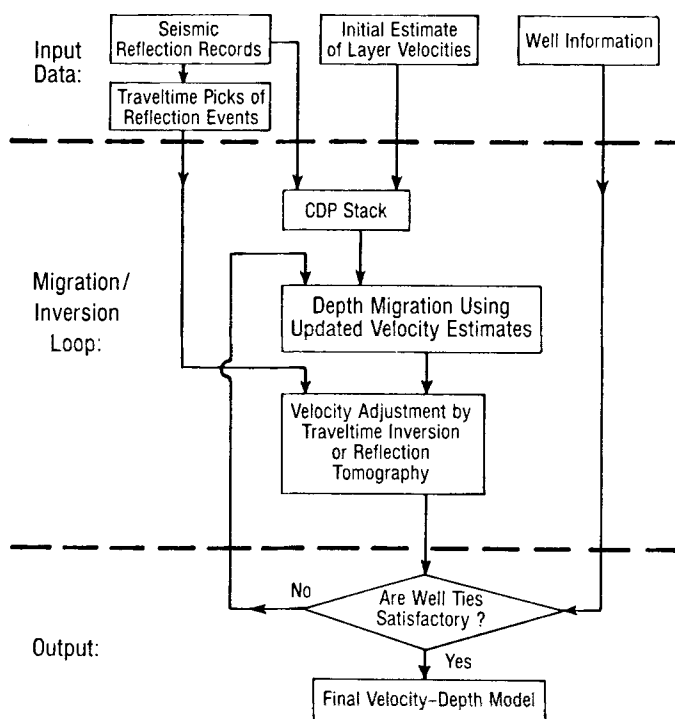 Input
Data:
Seismic
Reflection Records
Initial Estimate
of Layer Velocities
Well Information
Traveltime Picks of
Reflection Events
CDP Stack
Migration/
Inversion
Loop:
Depth Migration Using
Updated Velocity Estimates
Velocity Adjustment by
Traveltime Inversion
or Reflection
Tomography
No
Are Well Ties
Satisfactory ?
Output:
Yes
Final Velocity–Depth Model